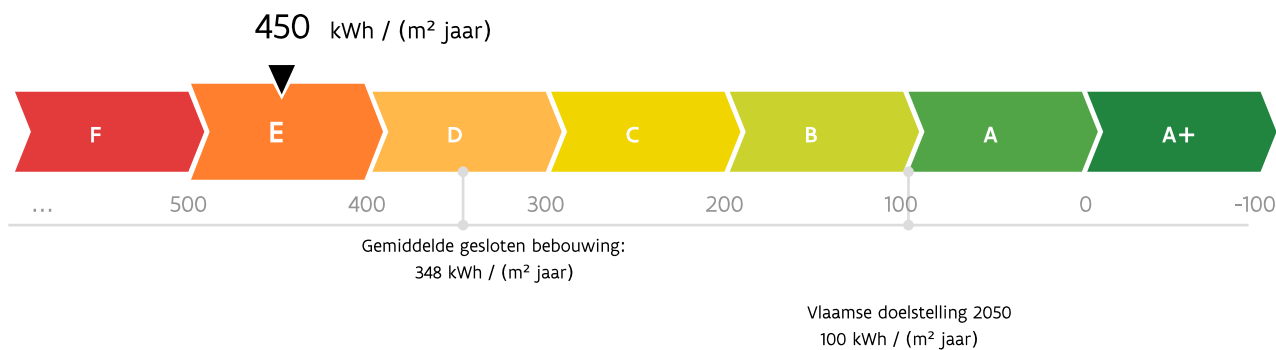 450 kWh / (m² jaar)
F E D C B A A+
... 500 400 300 200 100 0 -100
Gemiddelde gesloten bebouwing:
348 kWh / (m² jaar)
Vlaamse doelstelling 2050
100 kWh / (m² jaar)